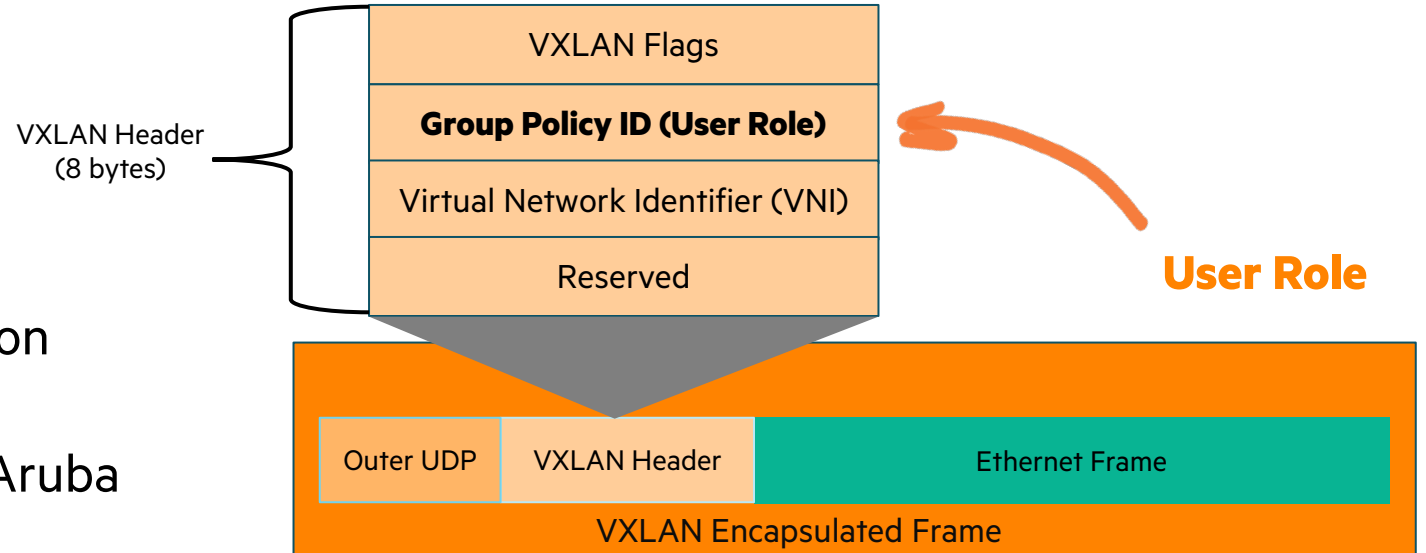 VXLAN Flags
Group Policy ID (User Role)
VXLAN Header
(8 bytes)
Virtual Network Identifier (VNI)
Reserved
User Role
on
Aruba
Outer UDP
VXLAN Header
Ethernet Frame
VXLAN Encapsulated Frame